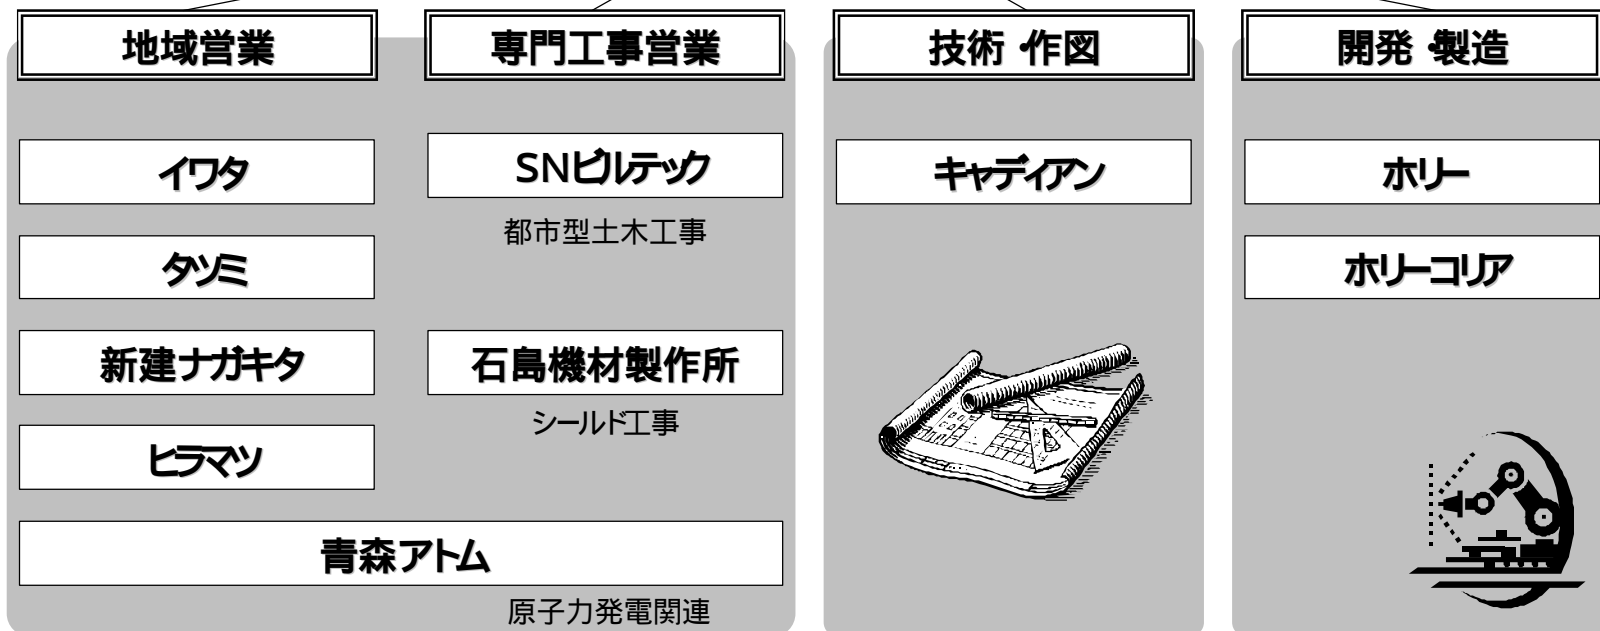 地域営業
専門工事営業
技術・作図
開発・製造
イワタ
SNビルテック
キャディアン
ホリー
都市型土木工事
タツミ
ホリーコリア
新建ナガキタ
石島機材製作所
シールド工事
ヒラマツ
青森アトム
原子力発電関連